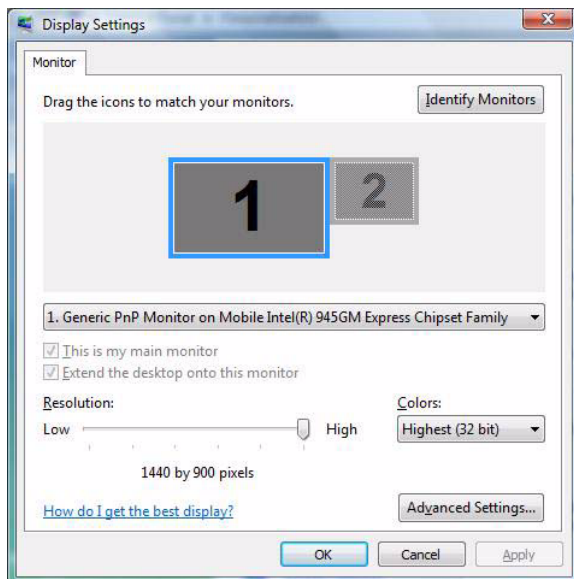 Display Settings
Monitor
Drag the icons to match your monitors.
Identify Monitors
1
2
1. Generic PnP Monitor on Mobile Intel(R) 945GM Express Chipset Family
This is my main monitor
Extend the desktop onto this monitor
Resolution:
Colors:
Low
High
Highest (32 bit)
1440 by 900 pixels
How do I get the best display?
Advanced Settings...
OK
Cancel
Apply